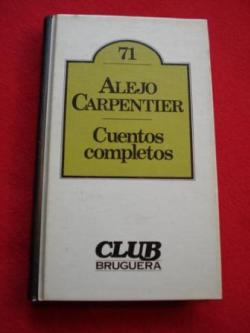 71
ALEJO
CARPENTIER
Cuentos
completos
CLUB
BRUGUERA